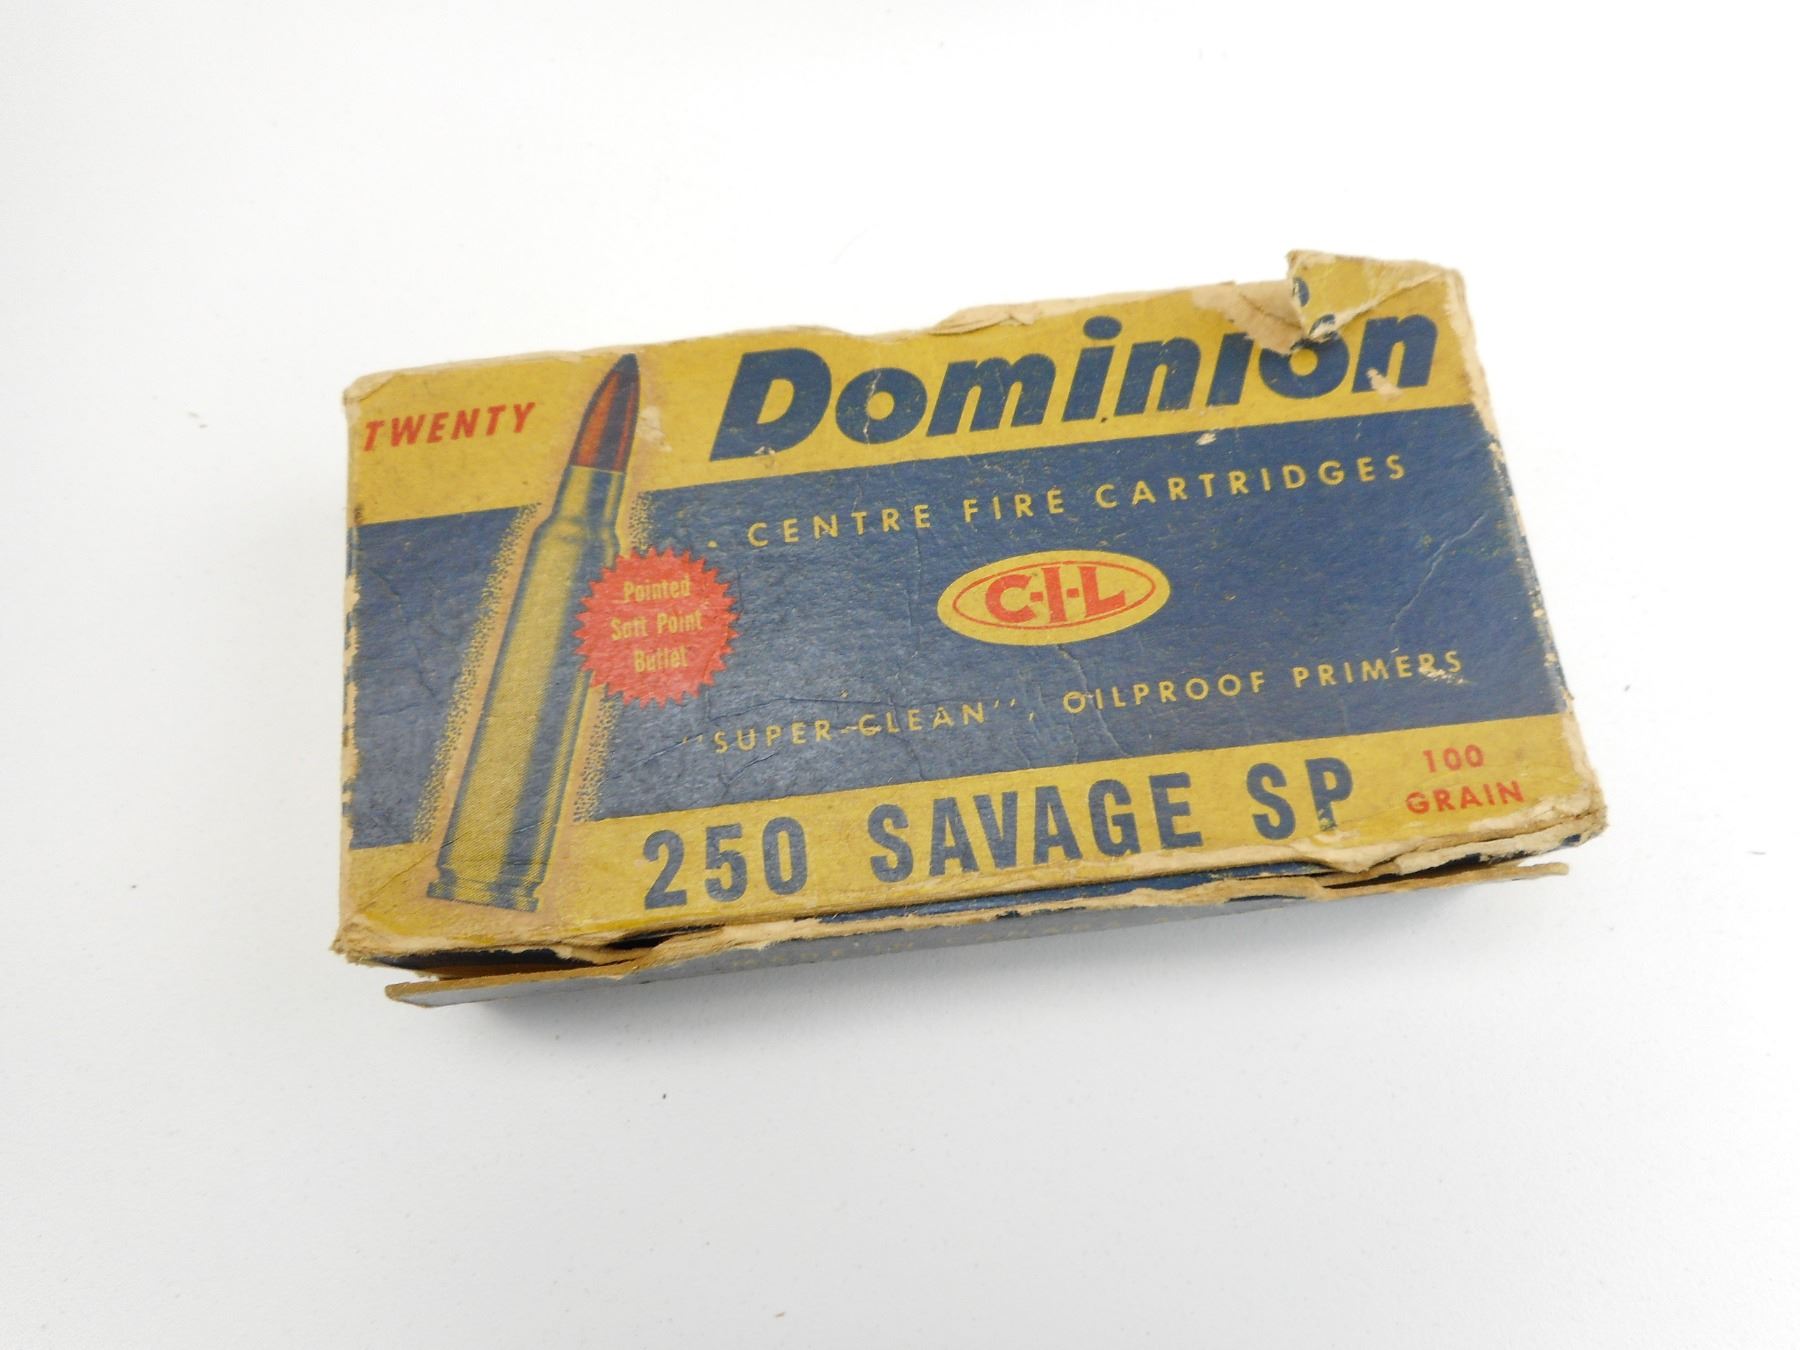 TWENTY
Dominion
CENTRE FIRE CARTRIDGES
C-I-L
Pointed
Soft Point
Bullet
"SUPER-CLEAN", OILPROOF PRIMERS
250 SAVAGE SP
100
GRAIN